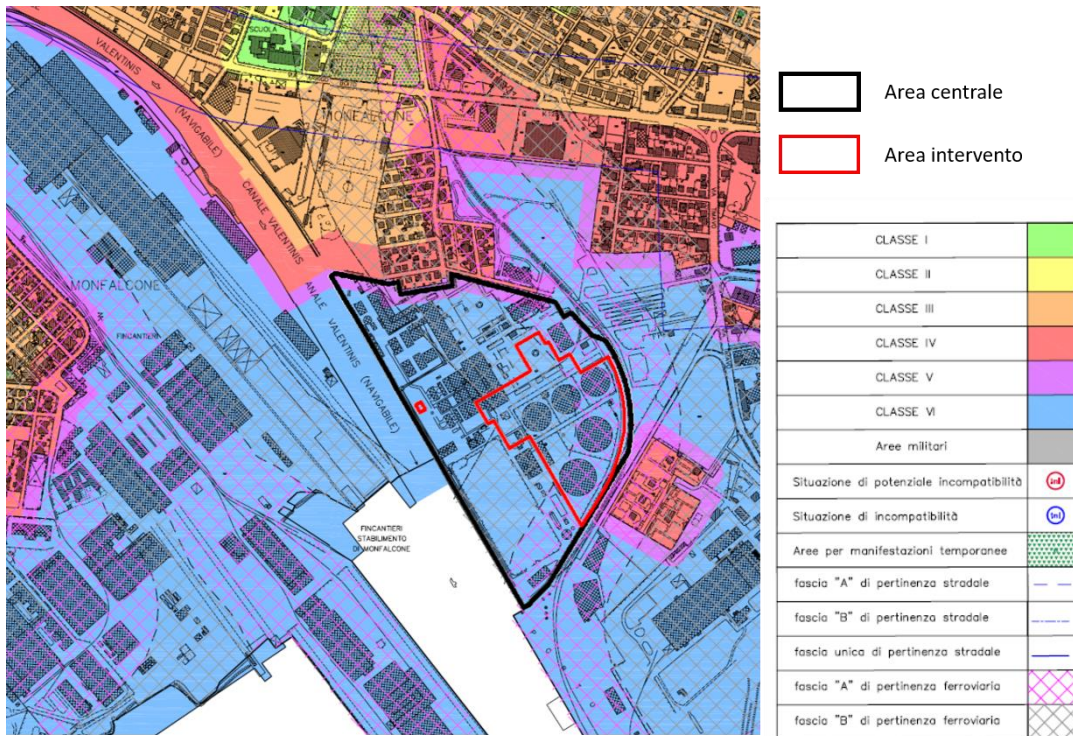 SCUOLA
VALENTINIS
(NAVIGABILE)
MONFALCONE
CANALE VALENTINIS
MONFALCONE
CANALE VALENTINIS (NAVIGABILE)
FINCANTIERI
FINCANTIERI
STABILIMENTO
DI MONFALCONE
Area centrale
Area intervento
CLASSE I
CLASSE II
CLASSE III
CLASSE IV
CLASSE V
CLASSE VI
Aree militari
Situazione di potenziale incompatibilità
Situazione di incompatibilità
Aree per manifestazioni temporanee
fascia "A" di pertinenza stradale
fascia "B" di pertinenza stradale
fascia unica di pertinenza stradale
fascia "A" di pertinenza ferroviaria
fascia "B" di pertinenza ferroviaria